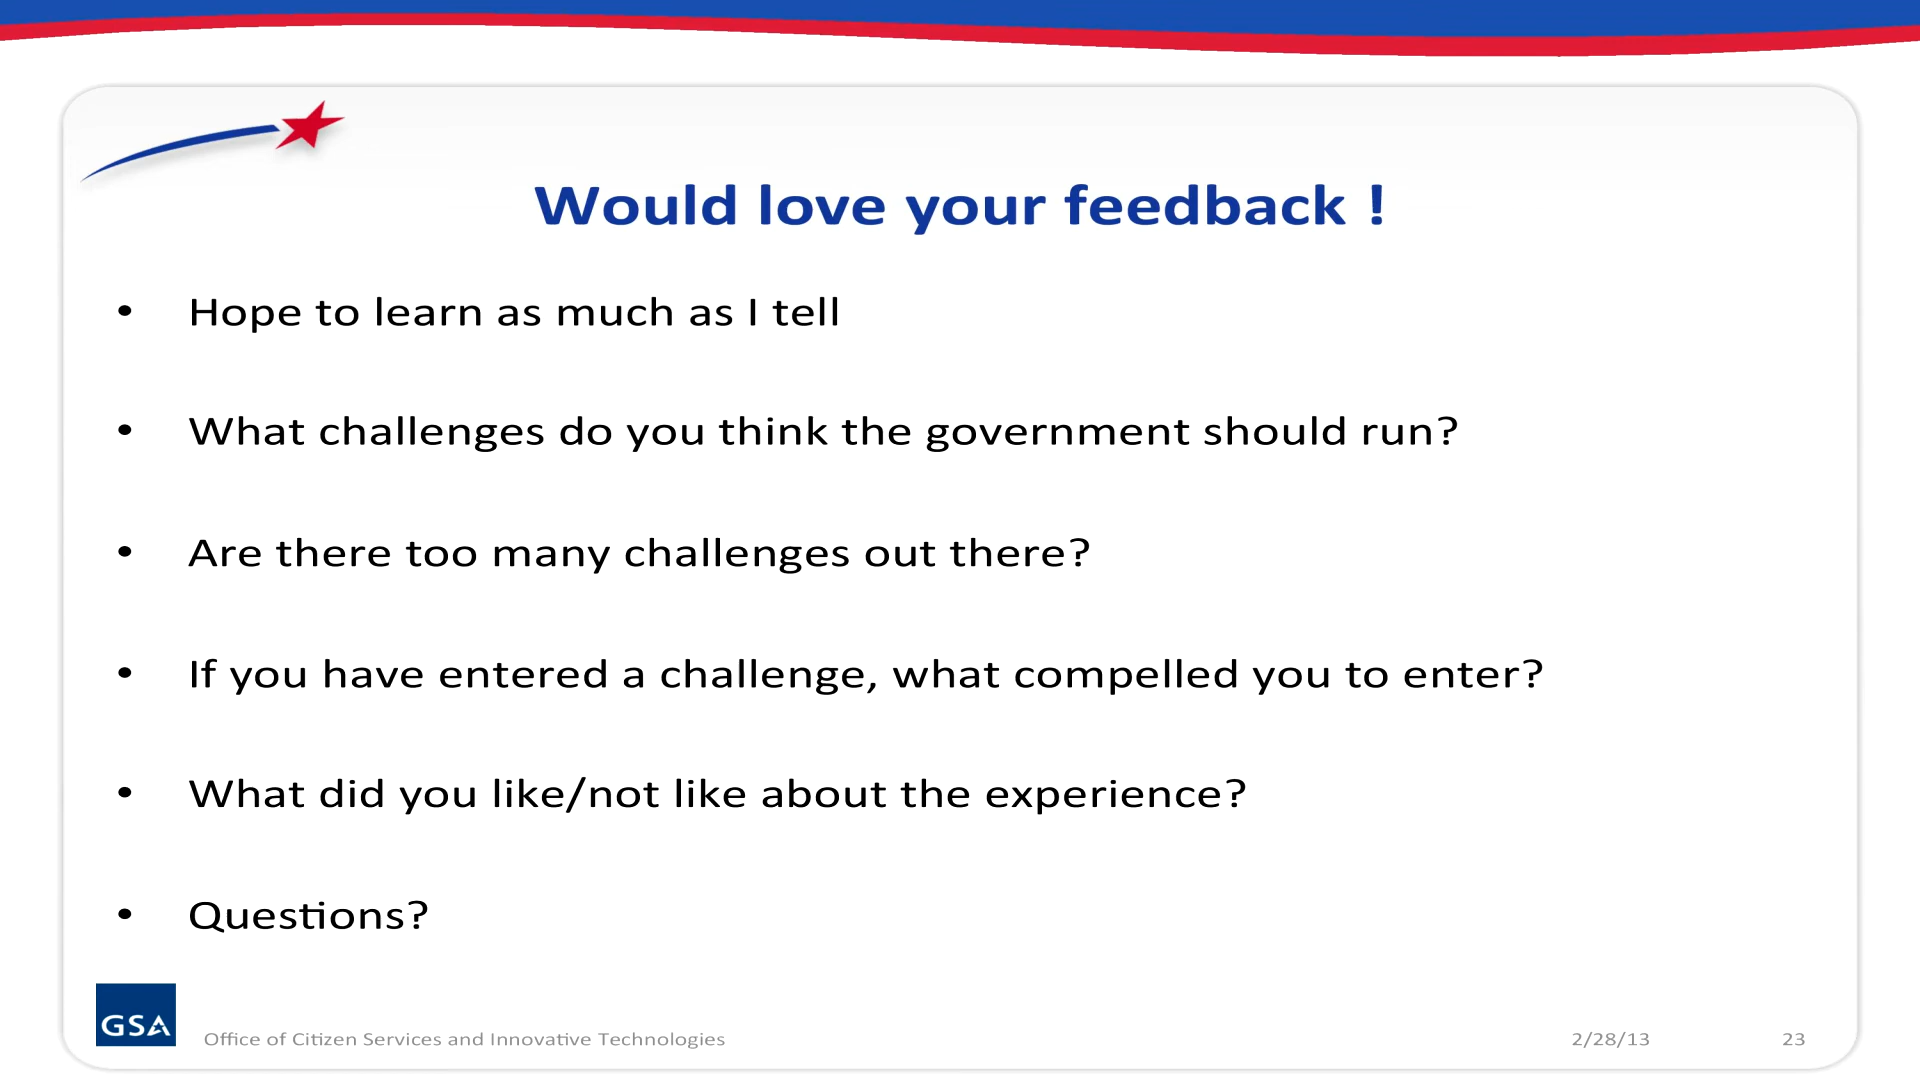 Would love your feedback !
• Hope to learn as much as I tell
• What challenges do you think the government should run?
• Are there too many challenges out there?
• If you have entered a challenge, what compelled you to enter?
• What did you like/not like about the experience?
• Questions?
GSA
Office of Citizen Services and Innovative Technologies
2/28/13
23